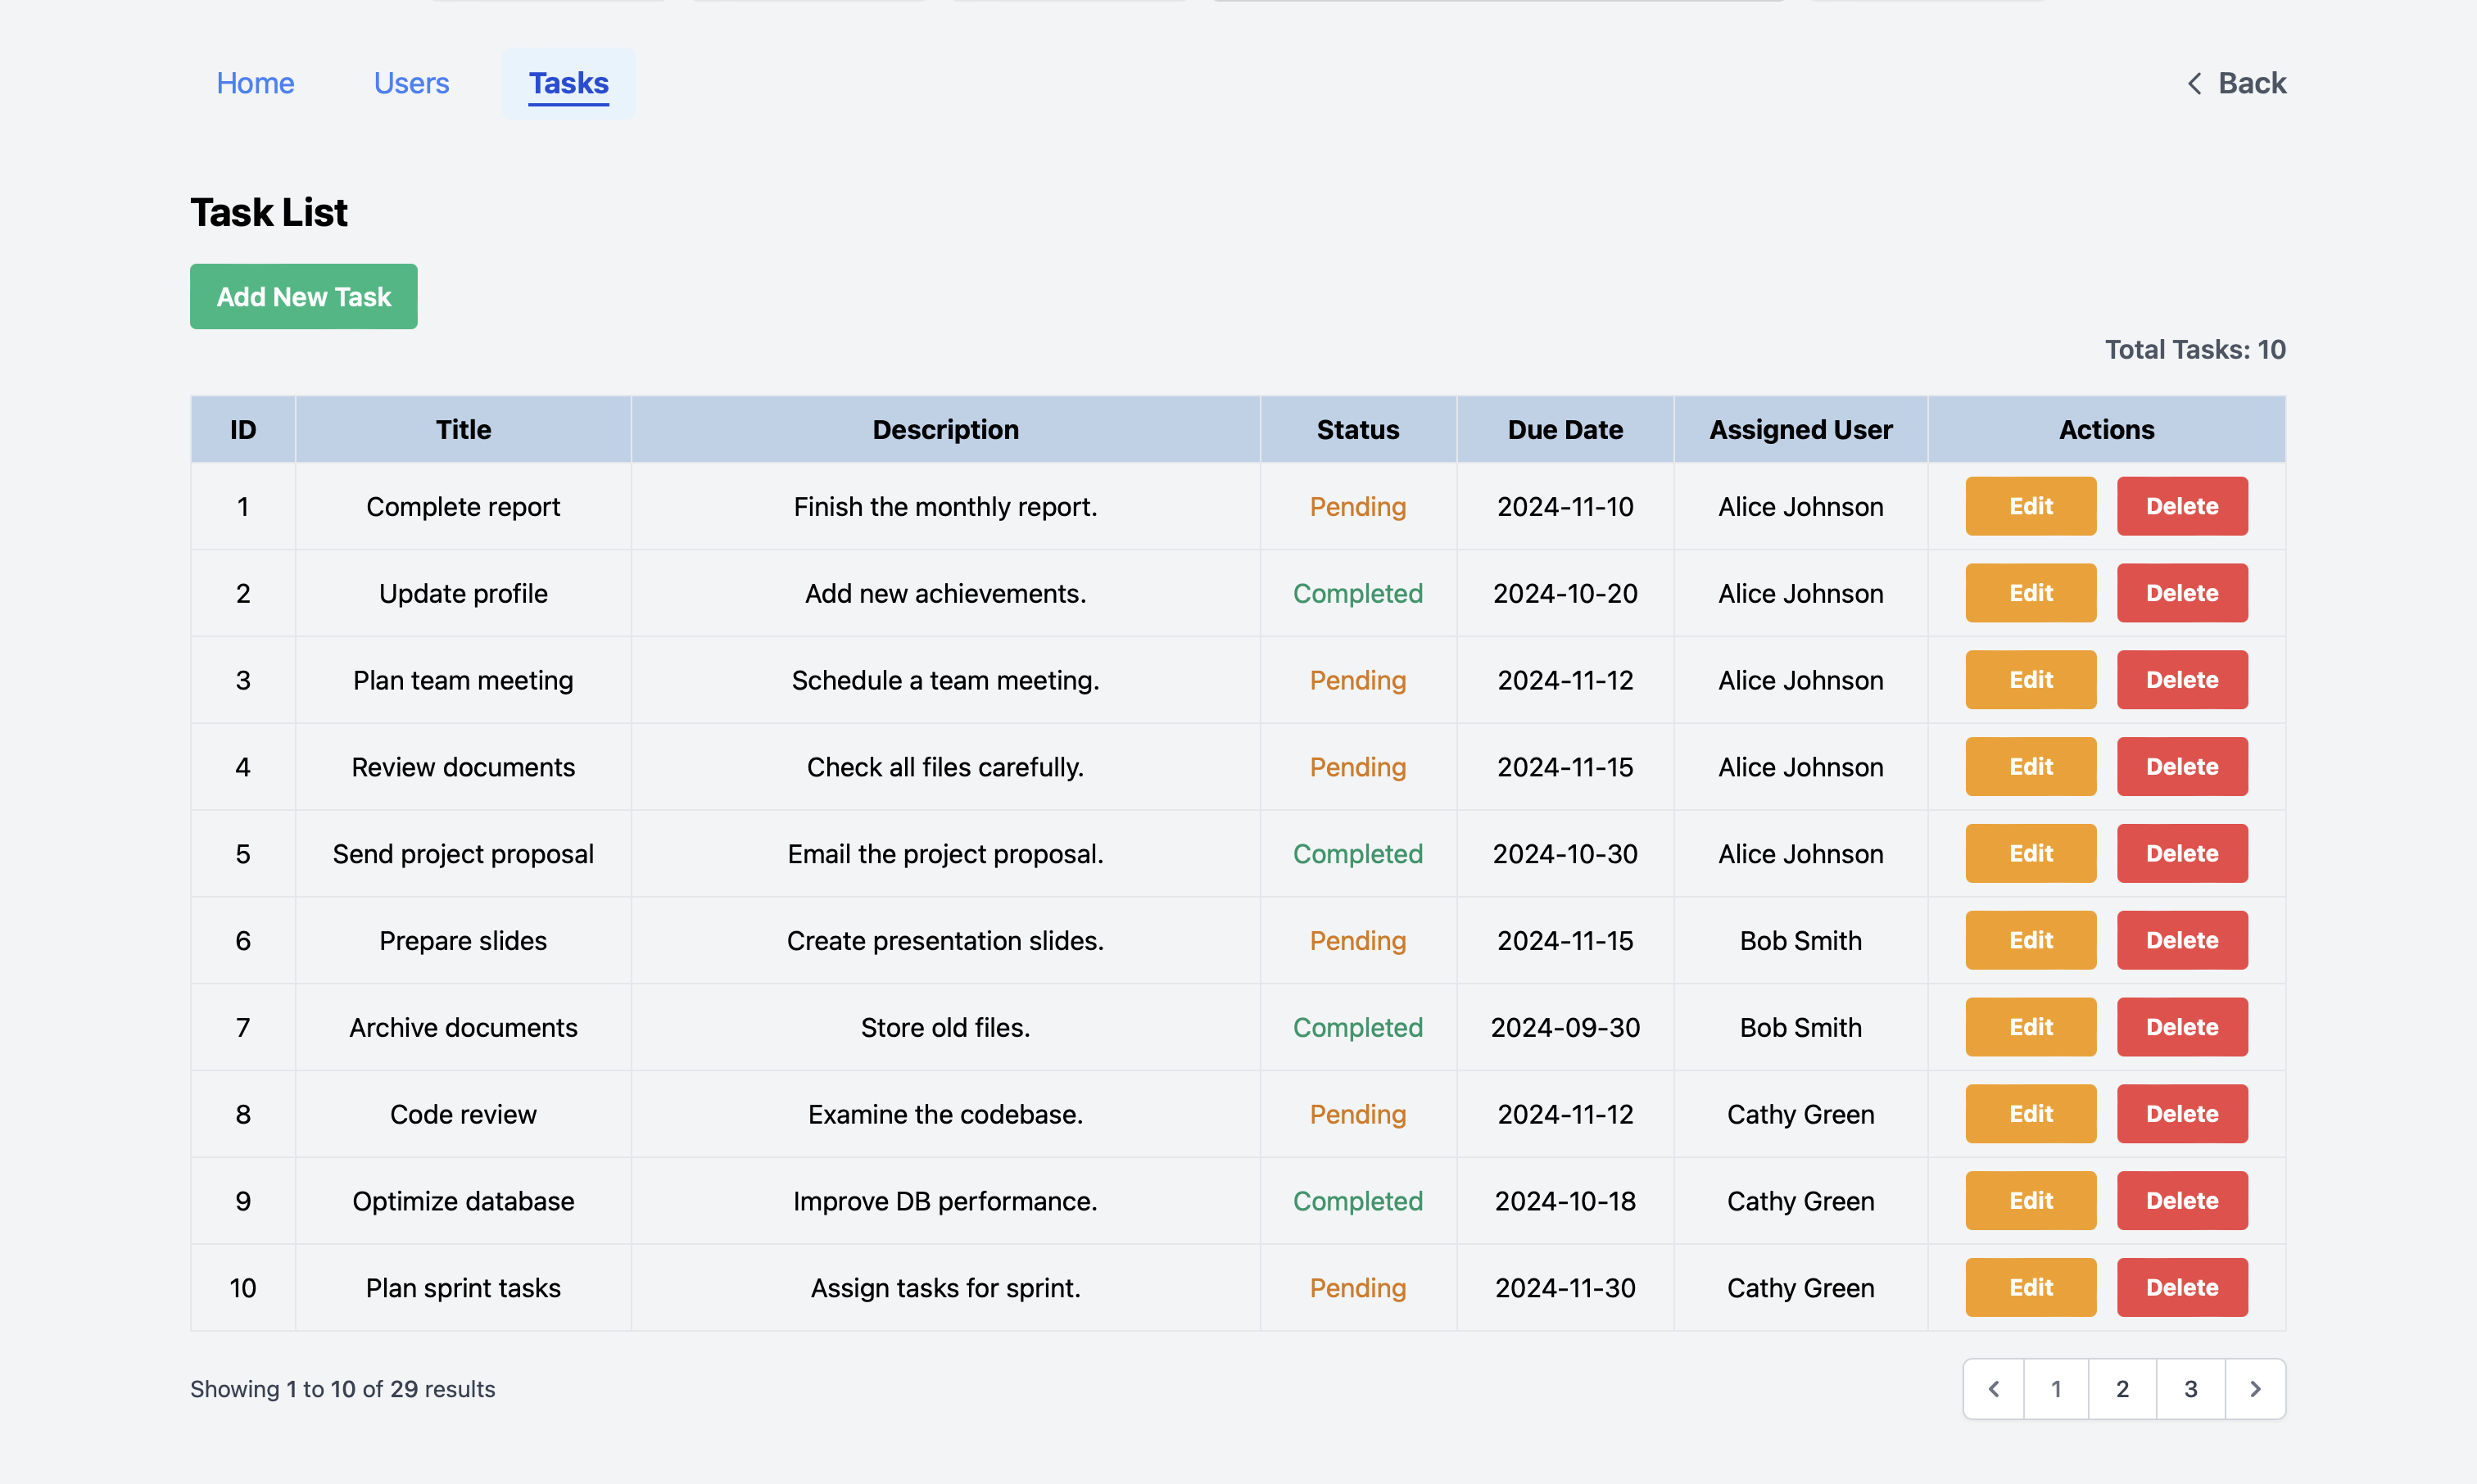 Home Users Tasks Back
Task List
Add New Task
Total Tasks: 10
ID Title Description Status Due Date Assigned User Actions
1 Complete report Finish the monthly report. Pending 2024-11-10 Alice Johnson Edit Delete
2 Update profile Add new achievements. Completed 2024-10-20 Alice Johnson Edit Delete
3 Plan team meeting Schedule a team meeting. Pending 2024-11-12 Alice Johnson Edit Delete
4 Review documents Check all files carefully. Pending 2024-11-15 Alice Johnson Edit Delete
5 Send project proposal Email the project proposal. Completed 2024-10-30 Alice Johnson Edit Delete
6 Prepare slides Create presentation slides. Pending 2024-11-15 Bob Smith Edit Delete
7 Archive documents Store old files. Completed 2024-09-30 Bob Smith Edit Delete
8 Code review Examine the codebase. Pending 2024-11-12 Cathy Green Edit Delete
9 Optimize database Improve DB performance. Completed 2024-10-18 Cathy Green Edit Delete
10 Plan sprint tasks Assign tasks for sprint. Pending 2024-11-30 Cathy Green Edit Delete
Showing 1 to 10 of 29 results 1 2 3